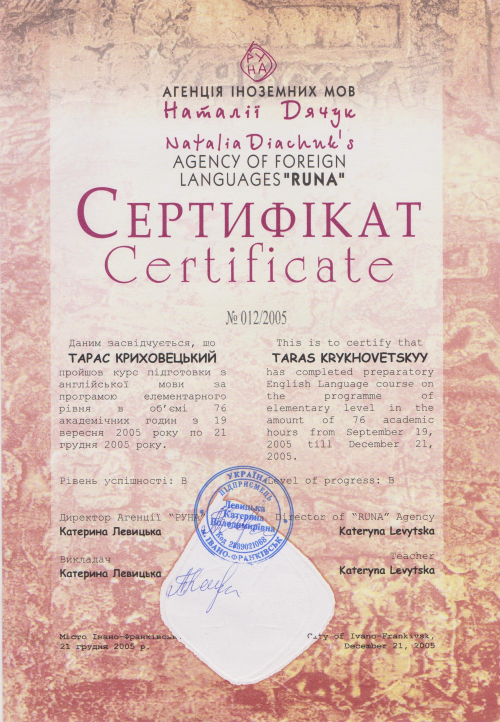 РУНА
АГЕНЦІЯ ІНОЗЕМНИХ МОВ
Наталії Дячук
Natalia Diachuk's
AGENCY OF FOREIGN
LANGUAGES "RUNA"
СЕРТИФІКАТ
Certificate
№ 012/2005
Даним засвідчується, що
ТАРАС КРИХОВЕЦЬКИЙ
пройшов курс підготовки з
англійської мови за
програмою елементарного
рівня в об’ємі 76
академічних годин з 19
вересня 2005 року по 21
грудня 2005 року.
Рівень успішності: В
This is to certify that
TARAS KRYKHOVETSKYY
has completed preparatory
English Language course on
the programme of
elementary level in the
amount of 76 academic
hours from September 19,
2005 till December 21,
2005.
Level of progress: B
Директор Агенції “РУНА
Катерина Левицька
Викладач
Катерина Левицька
Director of “RUNA” Agency
Kateryna Levytska
Teacher
Kateryna Levytska
УКРАЇНА
ПІДПРИЄМЕЦЬ
Левицька
Катерина
Володимирівна
Код
м. ІВАНО-ФРАНКІВСЬК
Місто Івано-Франківськ,
21 грудня 2005 р.
City of Ivano-Frankivsk,
December 21, 2005